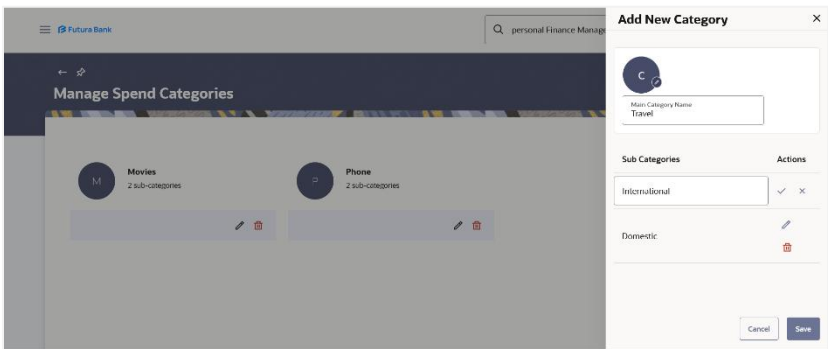 Futura Bank
personal Finance Manage
Manage Spend Categories
M
Movies
2 sub-categories
P
Phone
2 sub-categories
Add New Category
C
Main Category Name
Travel
Sub Categories
Actions
International
Domestic
Cancel
Save